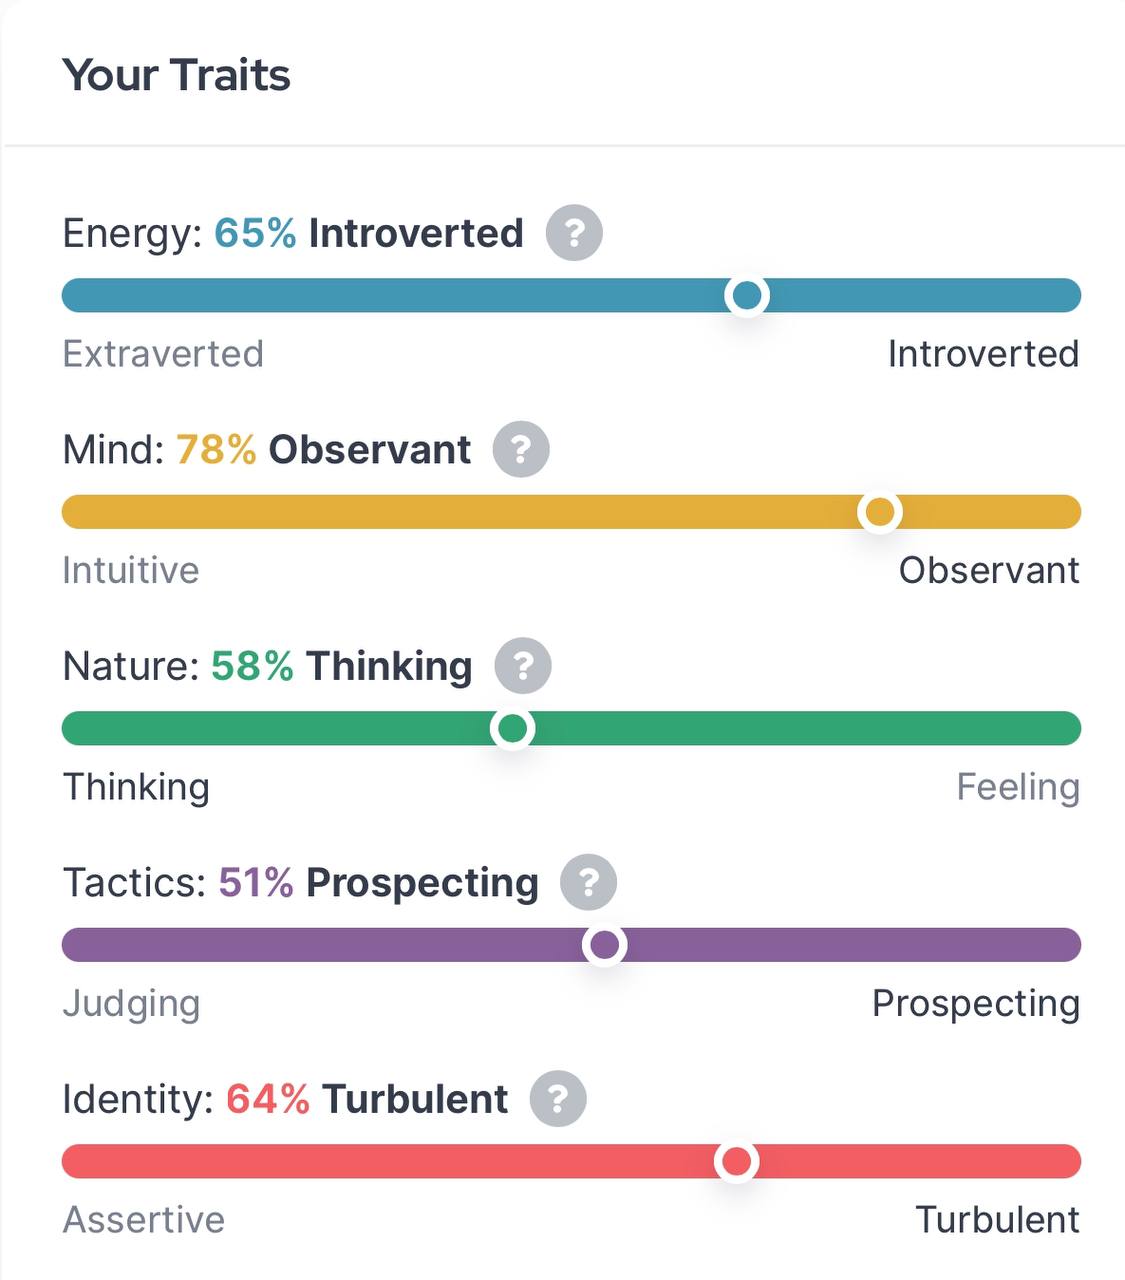 Your Traits
Energy: 65% Introverted ?
Extraverted Introverted
Mind: 78% Observant ?
Intuitive Observant
Nature: 58% Thinking ?
Thinking Feeling
Tactics: 51% Prospecting ?
Judging Prospecting
Identity: 64% Turbulent ?
Assertive Turbulent